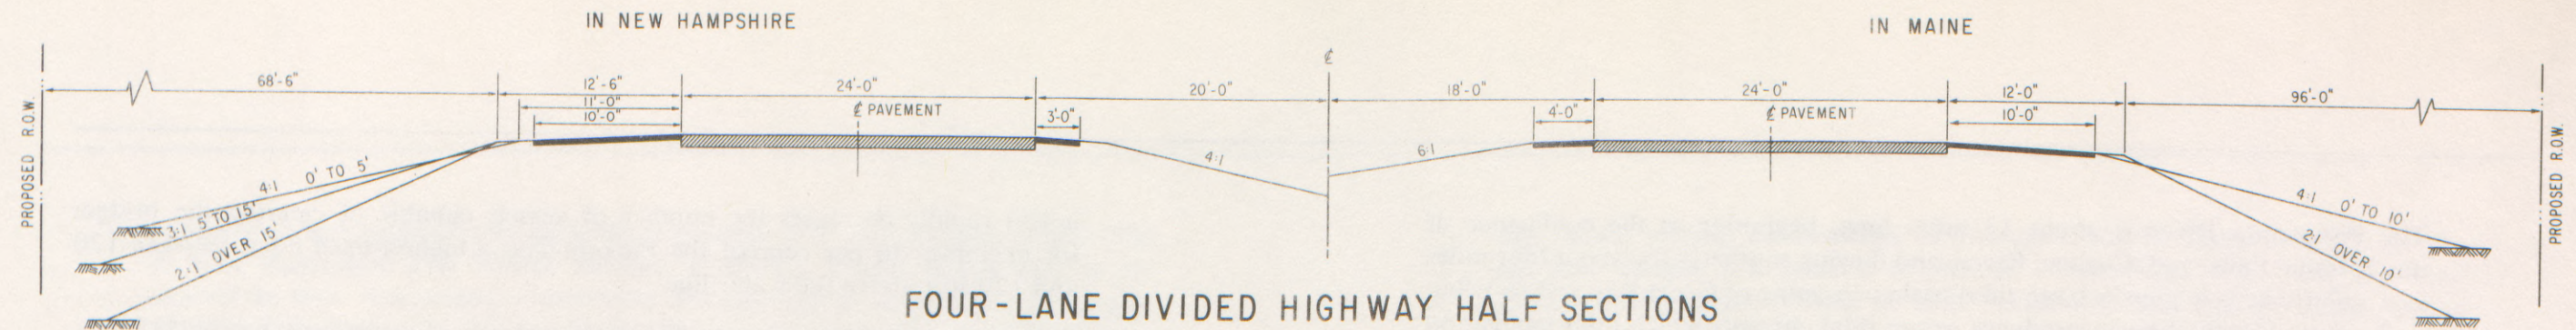 IN NEW HAMPSHIRE
IN MAINE
℄
68'-6"
12'-6"
24'-0"
20'-0"
18'-0"
24'-0"
12'-0"
96'-0"
11'-0"
10'-0"
℄ PAVEMENT
3'-0"
4'-0"
℄ PAVEMENT
10'-0"
PROPOSED R.O.W.
4:1 0' TO 5'
3:1 5' TO 15'
2:1 OVER 15'
4:1
6:1
4:1 0' TO 10'
2:1 OVER 10'
PROPOSED R.O.W.
FOUR-LANE DIVIDED HIGHWAY HALF SECTIONS